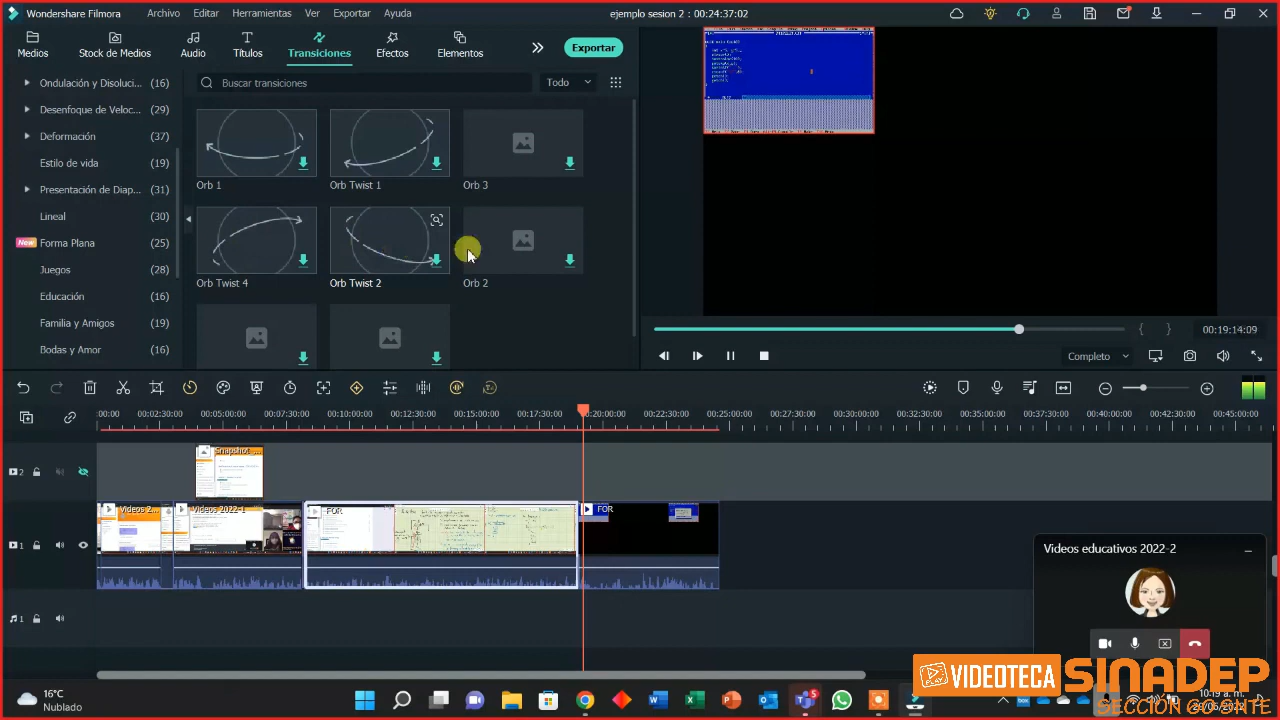 Wondershare Filmora
Archivo
Editar
Herramientas
Ver
Exportar
Ayuda
ejemplo sesion 2 : 00:24:37:02
Medios
Stock de Medios
Audio
Títulos
Transiciones
Efectos
Elementos
Exportar
Ondulación y Disoluc... (16)
Desenfoque de Veloc... (29)
Deformación (37)
Estilo de vida (19)
Presentación de Diap... (31)
Lineal (30)
New Forma Plana (25)
Juegos (28)
Educación (16)
Familia y Amigos (19)
Bodas y Amor (16)
Buscar transiciones
Todo
Orb 1
Orb Twist 1
Orb 3
Orb Twist 4
Orb Twist 2
Orb 2
00:19:14:09
Completo
:00:00 00:02:30:00 00:05:00:00 00:07:30:00 00:10:00:00 00:12:30:00 00:15:00:00 00:17:30:00 00:20:00:00 00:22:30:00 00:25:00:00 00:27:30:00 00:30:00:00 00:32:30:00 00:35:00:00 00:37:30:00 00:40:00:00 00:42:30:00 00:45:00:00
2
Snapshot
1
Videos 2...
Videos 2022-1
FOR
FOR
1
Videos educativos 2022-2
VIDEOTECA
PLAY
SINADEP
16°C
Nublado
5
10:19 a. m.